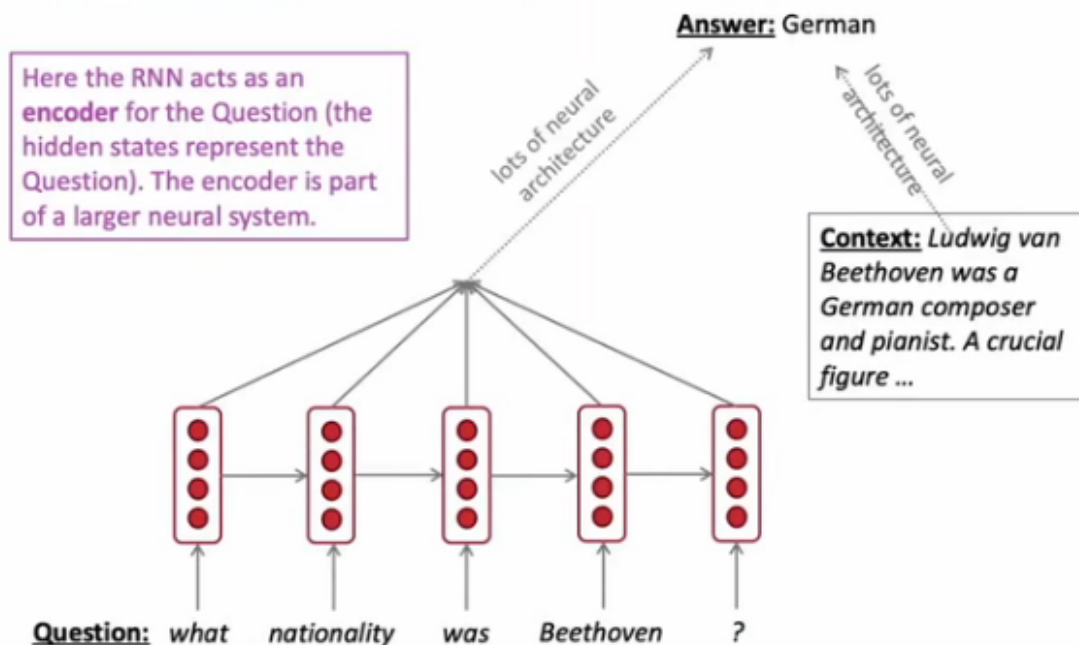 Answer: German
Here the RNN acts as an
encoder for the Question (the
hidden states represent the
Question). The encoder is part
of a larger neural system.
lots of neural
architecture
lots of neural
architecture
Context: Ludwig van
Beethoven was a
German composer
and pianist. A crucial
figure ...
Question: what nationality was Beethoven ?